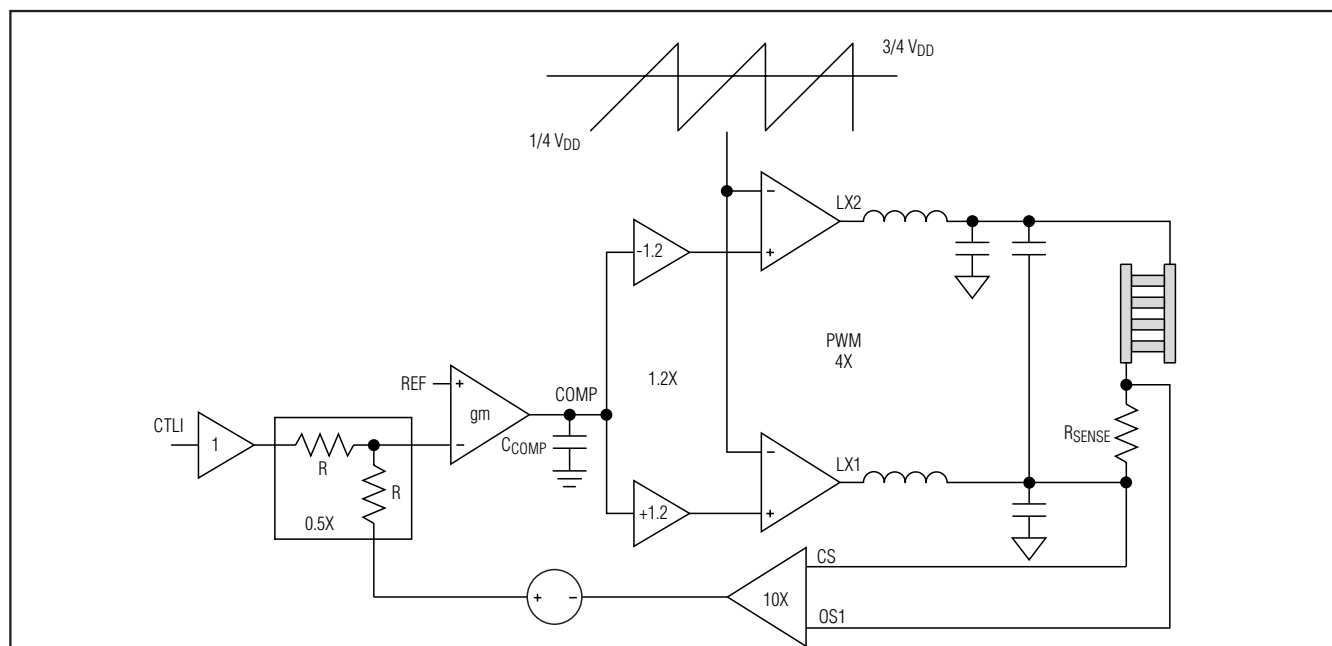 3/4 VDD
1/4 VDD
−
LX2
+
-1.2
PWM
4X
1.2X
REF
+
gm
−
COMP
CCOMP
CTLI
1
R
R
0.5X
−
LX1
+
+1.2
RSENSE
CS
+
−
10X
OS1